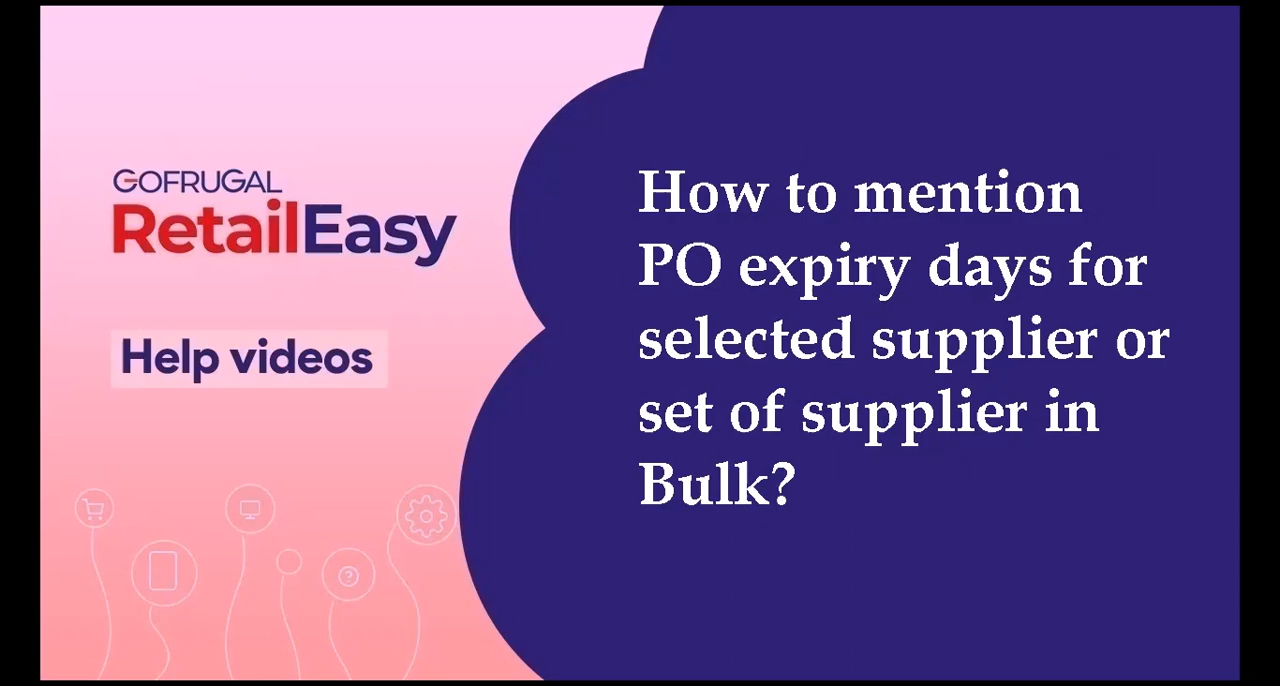 GOFRUGAL
RetailEasy
Help videos
How to mention
PO expiry days for
selected supplier or
set of supplier in
Bulk?
?